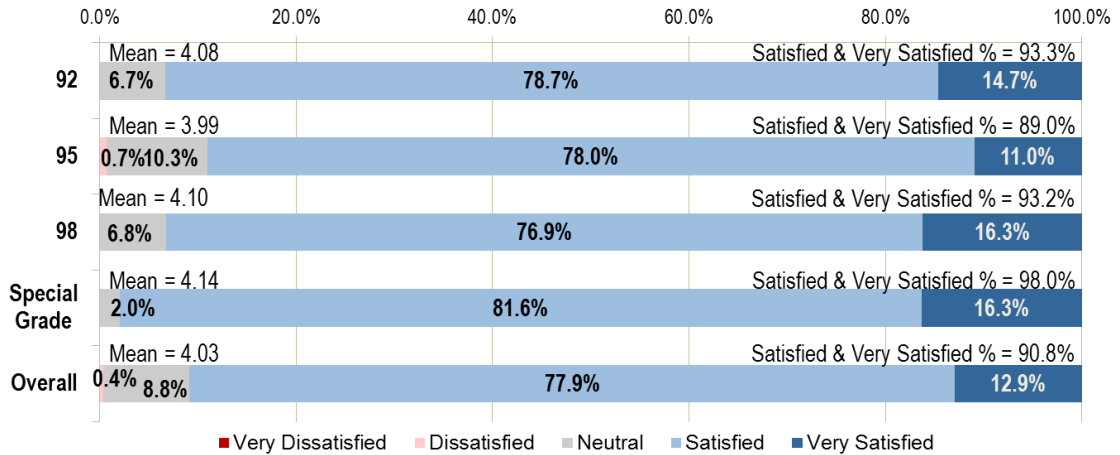 0.0% 20.0% 40.0% 60.0% 80.0% 100.0%
Mean = 4.08 Satisfied & Very Satisfied % = 93.3%
92 6.7% 78.7% 14.7%
Mean = 3.99 Satisfied & Very Satisfied % = 89.0%
95 0.7% 10.3% 78.0% 11.0%
Mean = 4.10 Satisfied & Very Satisfied % = 93.2%
98 6.8% 76.9% 16.3%
Mean = 4.14 Satisfied & Very Satisfied % = 98.0%
Special
Grade
2.0% 81.6% 16.3%
Mean = 4.03 Satisfied & Very Satisfied % = 90.8%
Overall 0.4% 8.8% 77.9% 12.9%
Very Dissatisfied Dissatisfied Neutral Satisfied Very Satisfied